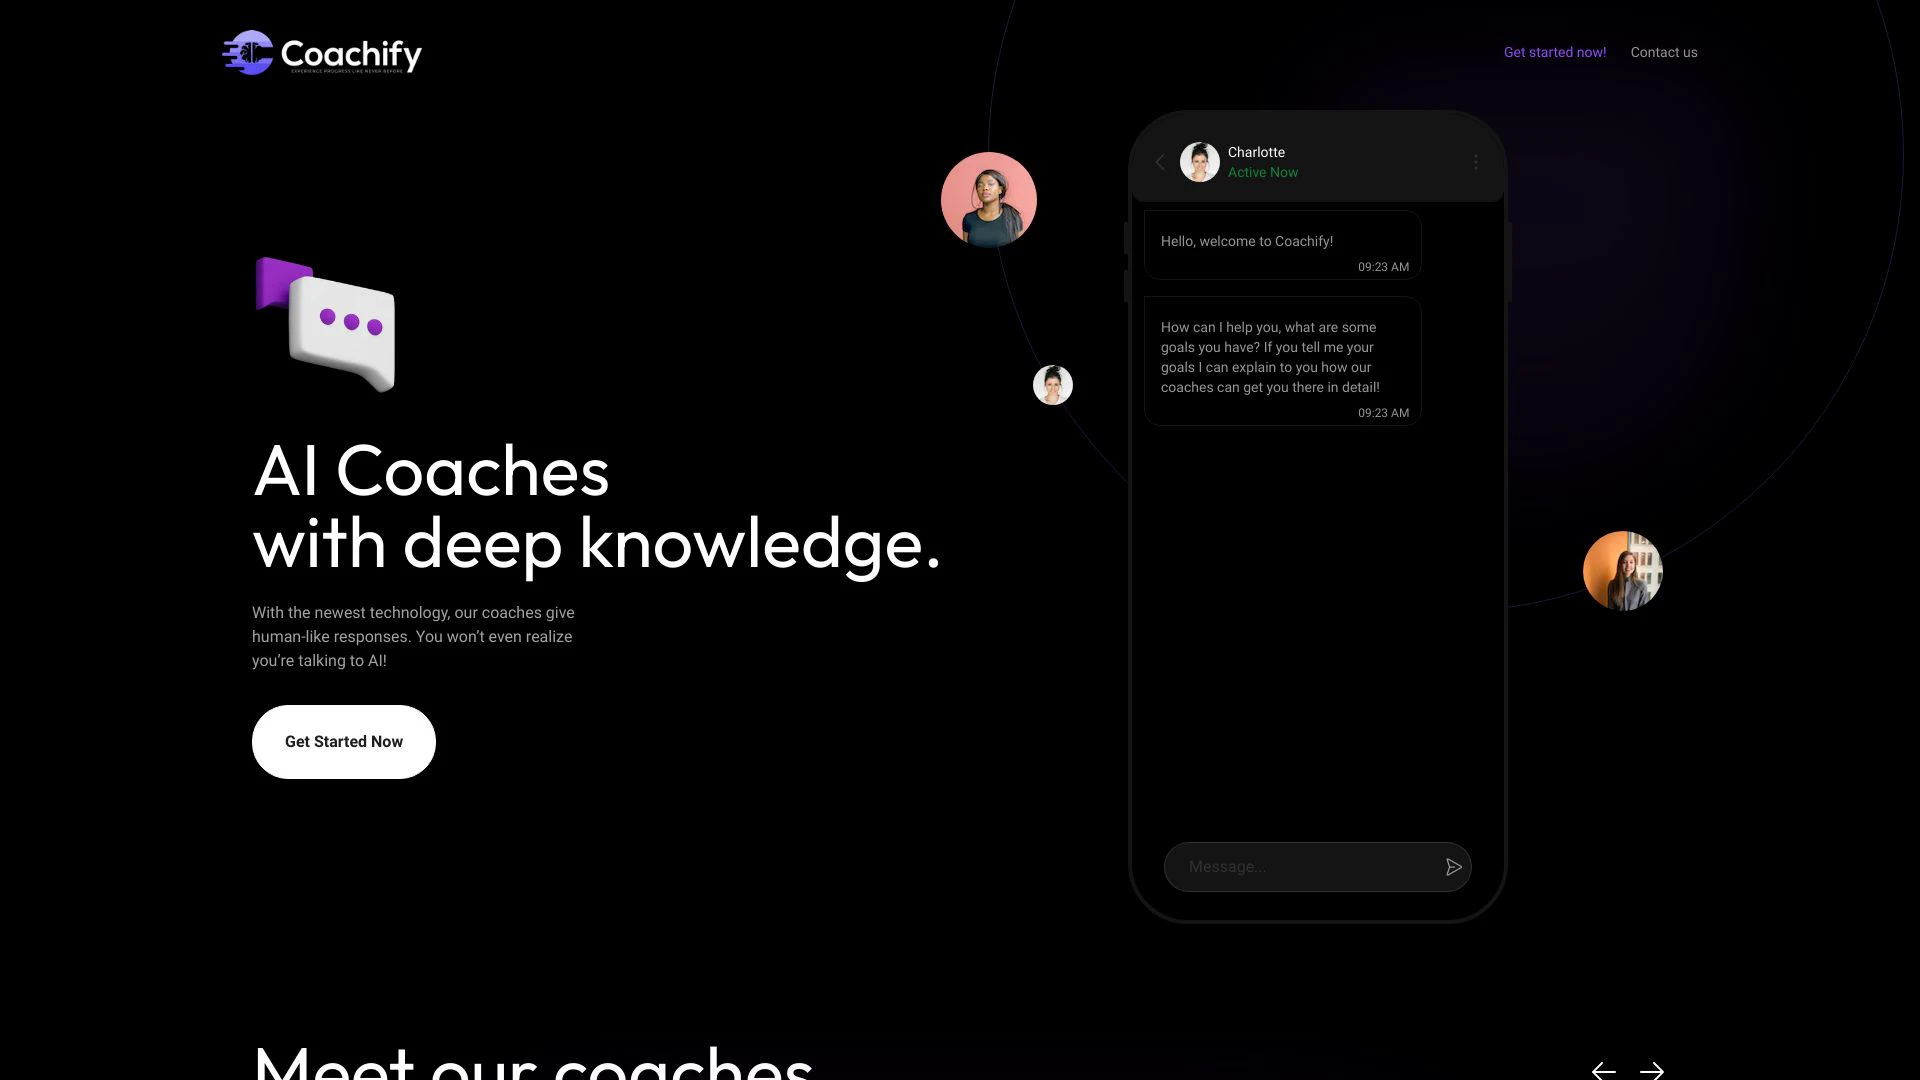 Coachify
EXPERIENCE PROGRESS LIKE NEVER BEFORE
Get started now!
Contact us
Charlotte
Active Now
Hello, welcome to Coachify!
09:23 AM
How can I help you, what are some
goals you have? If you tell me your
goals I can explain to you how our
coaches can get you there in detail!
09:23 AM
Message...
AI Coaches
with deep knowledge.
With the newest technology, our coaches give
human-like responses. You won’t even realize
you’re talking to AI!
Get Started Now
Meet our coaches